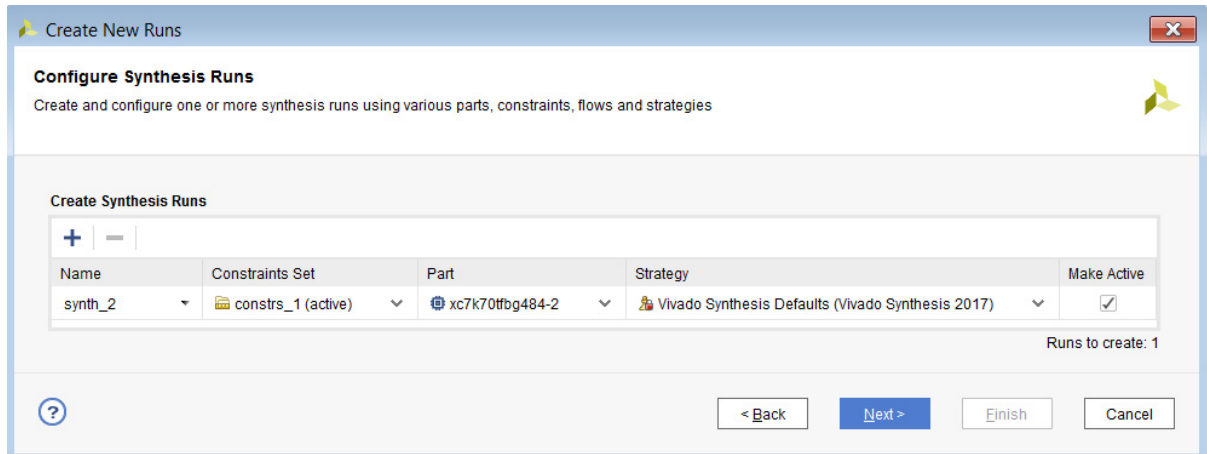 Create New Runs
Configure Synthesis Runs
Create and configure one or more synthesis runs using various parts, constraints, flows and strategies
Create Synthesis Runs
Name Constraints Set Part Strategy Make Active
synth_2 constrs_1 (active) xc7k70tfbg484-2 Vivado Synthesis Defaults (Vivado Synthesis 2017)
Runs to create: 1
? < Back Next > Finish Cancel